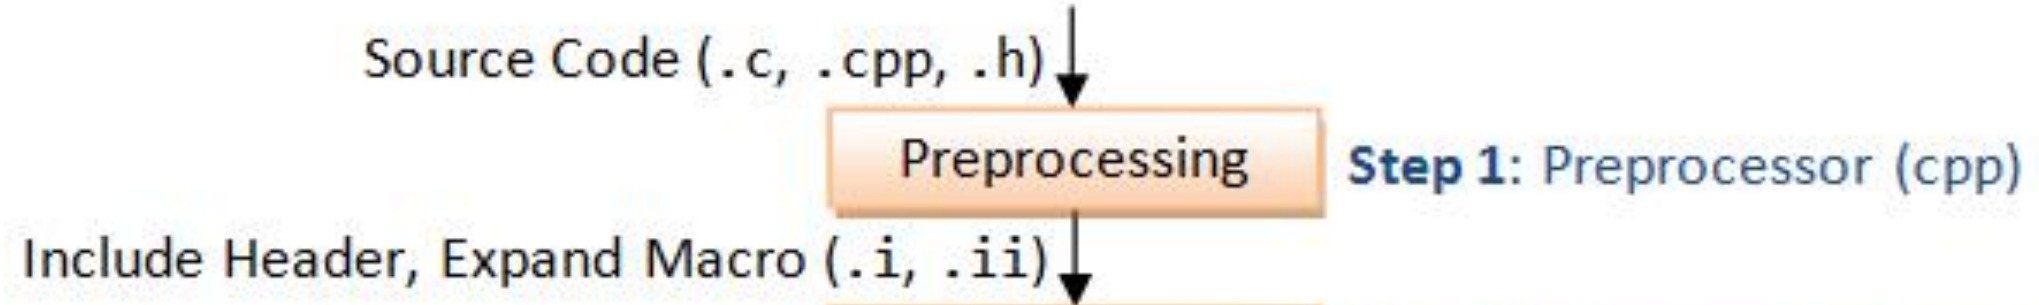 Source Code (.c, .cpp, .h)
Preprocessing
Step 1: Preprocessor (cpp)
Include Header, Expand Macro (.i, .ii)